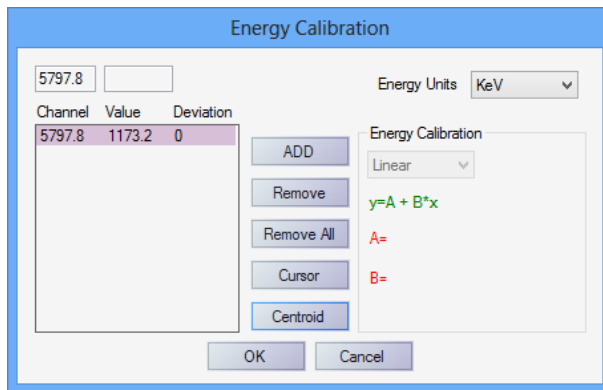 Energy Calibration
5797.8
Energy Units KeV
Channel Value Deviation
5797.8 1173.2 0
ADD
Remove
Remove All
Cursor
Centroid
Energy Calibration
Linear
y=A + B*x
A=
B=
OK Cancel